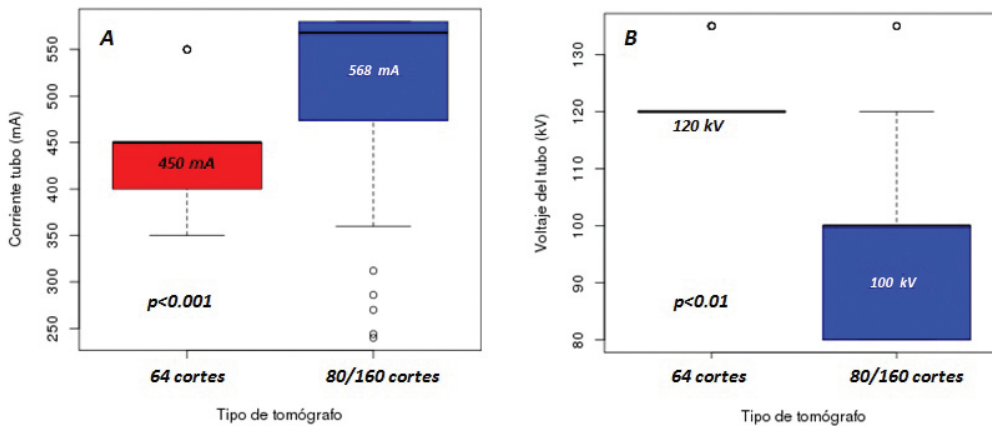 A
Corriente tubo (mA)
550
500
450
400
350
300
250
450 mA
568 mA
p<0.001
64 cortes
80/160 cortes
Tipo de tomógrafo
B
Voltaje del tubo (kV)
130
120
110
100
90
80
120 kV
100 kV
p<0.01
64 cortes
80/160 cortes
Tipo de tomógrafo